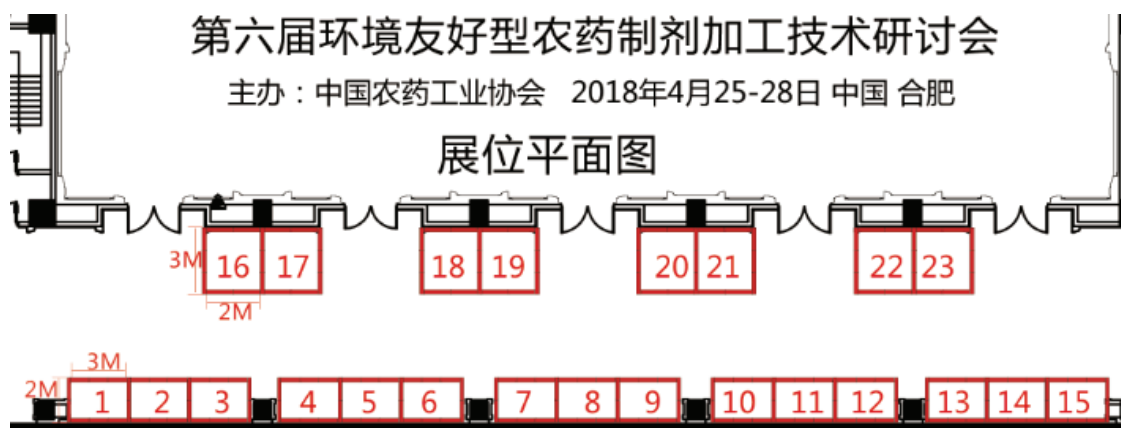 第六届环境友好型农药制剂加工技术研讨会
主办：中国农药工业协会 2018年4月25-28日 中国 合肥
展位平面图
3M 16 17 18 19 20 21 22 23
2M
3M
2M 1 2 3 4 5 6 7 8 9 10 11 12 13 14 15